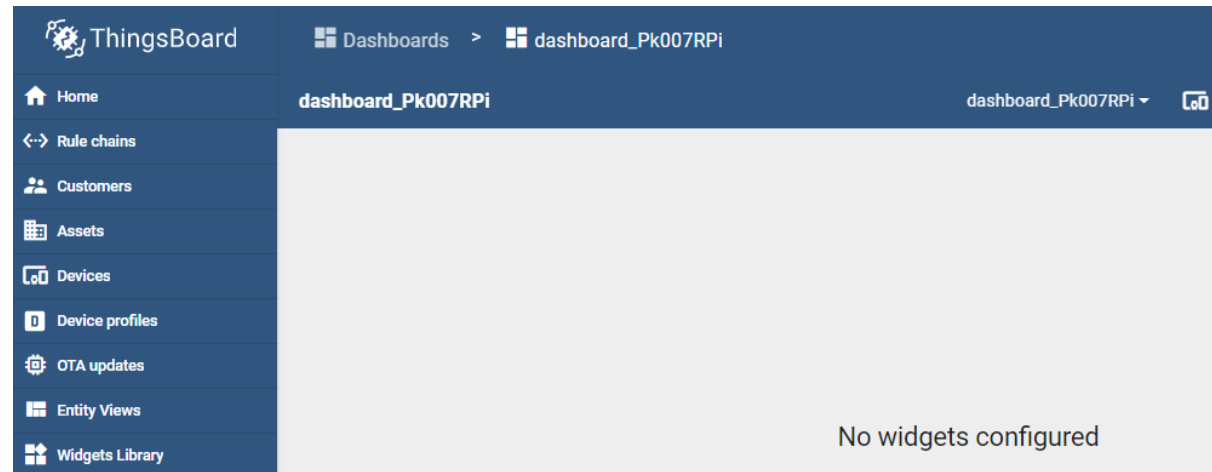 ThingsBoard
Dashboards > dashboard_Pk007RPi
Home
dashboard_Pk007RPi dashboard_Pk007RPi
Rule chains
Customers
Assets
Devices
Device profiles
OTA updates
Entity Views
No widgets configured
Widgets Library